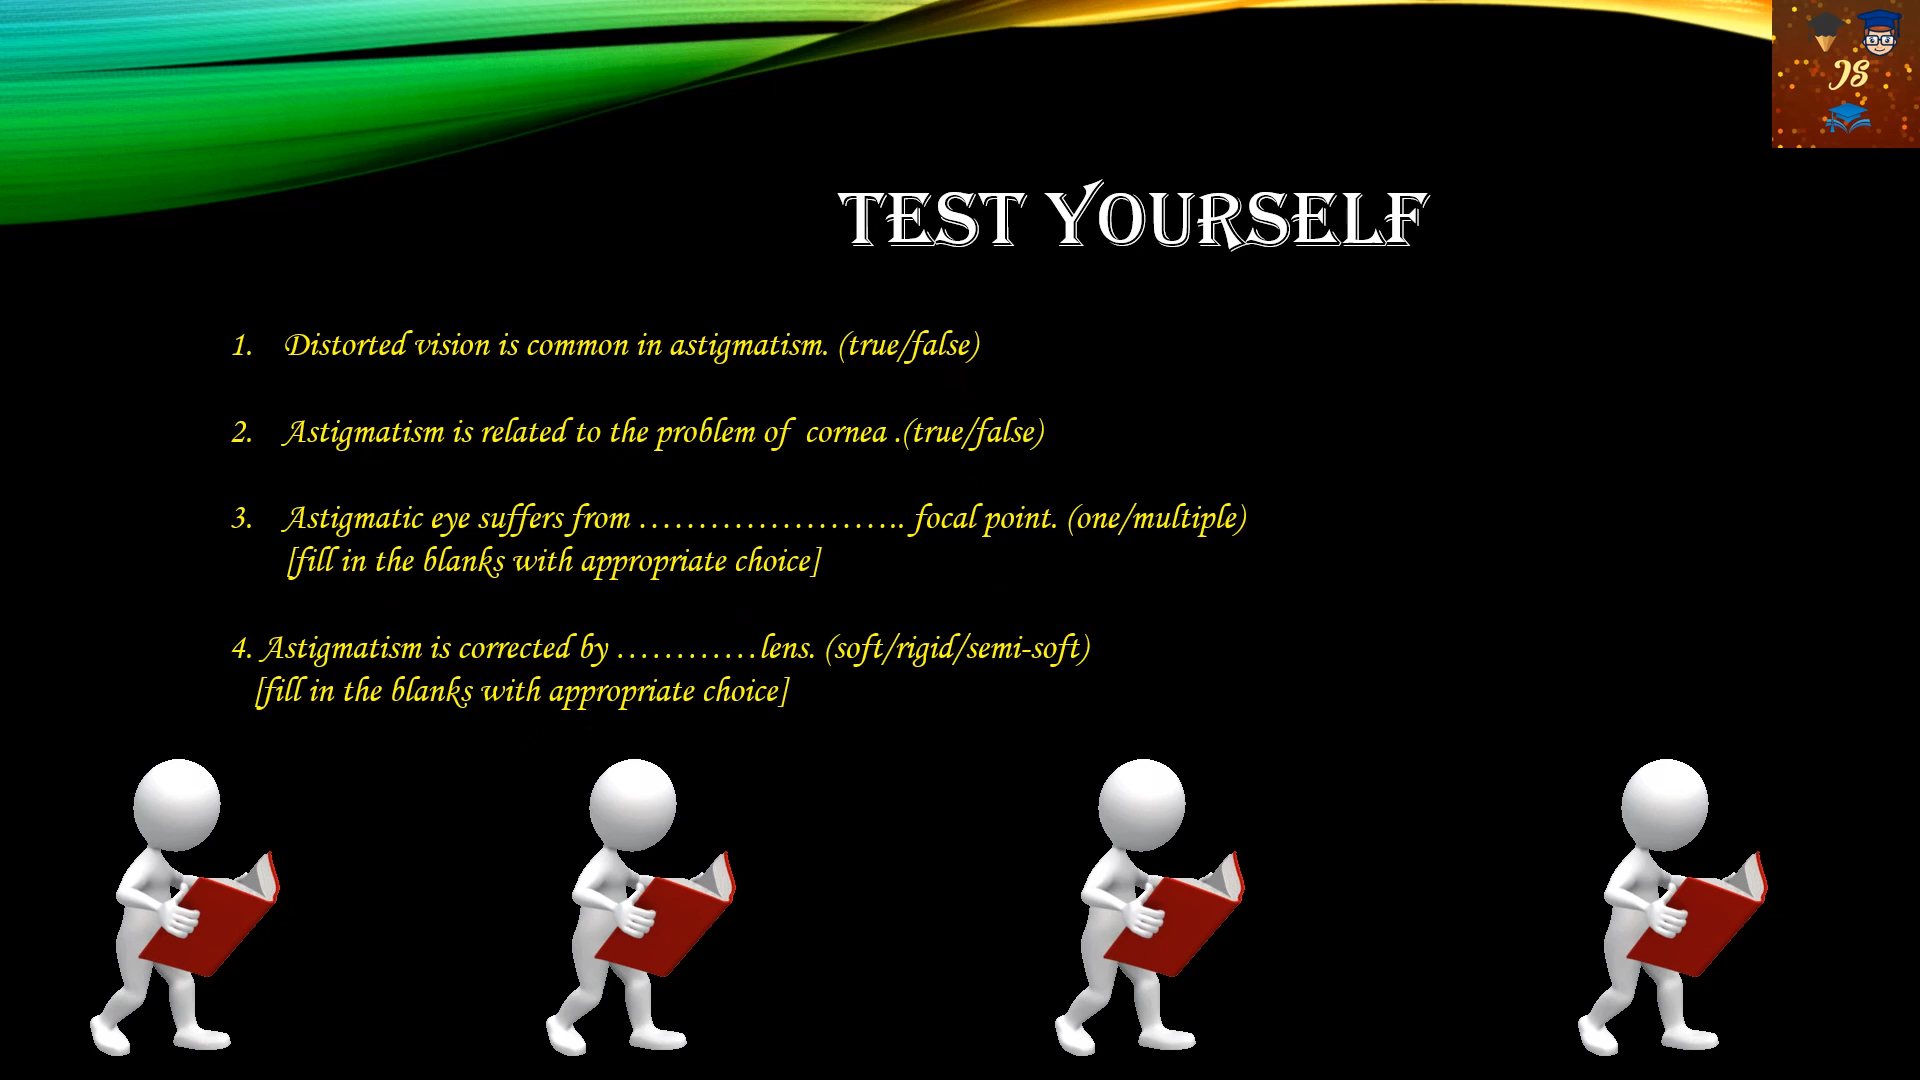 JS
TEST YOURSELF
1. Distorted vision is common in astigmatism. (true/false)
2. Astigmatism is related to the problem of cornea .(true/false)
3. Astigmatic eye suffers from …………………….. focal point. (one/multiple)
[fill in the blanks with appropriate choice]
4. Astigmatism is corrected by …………lens. (soft/rigid/semi-soft)
[fill in the blanks with appropriate choice]